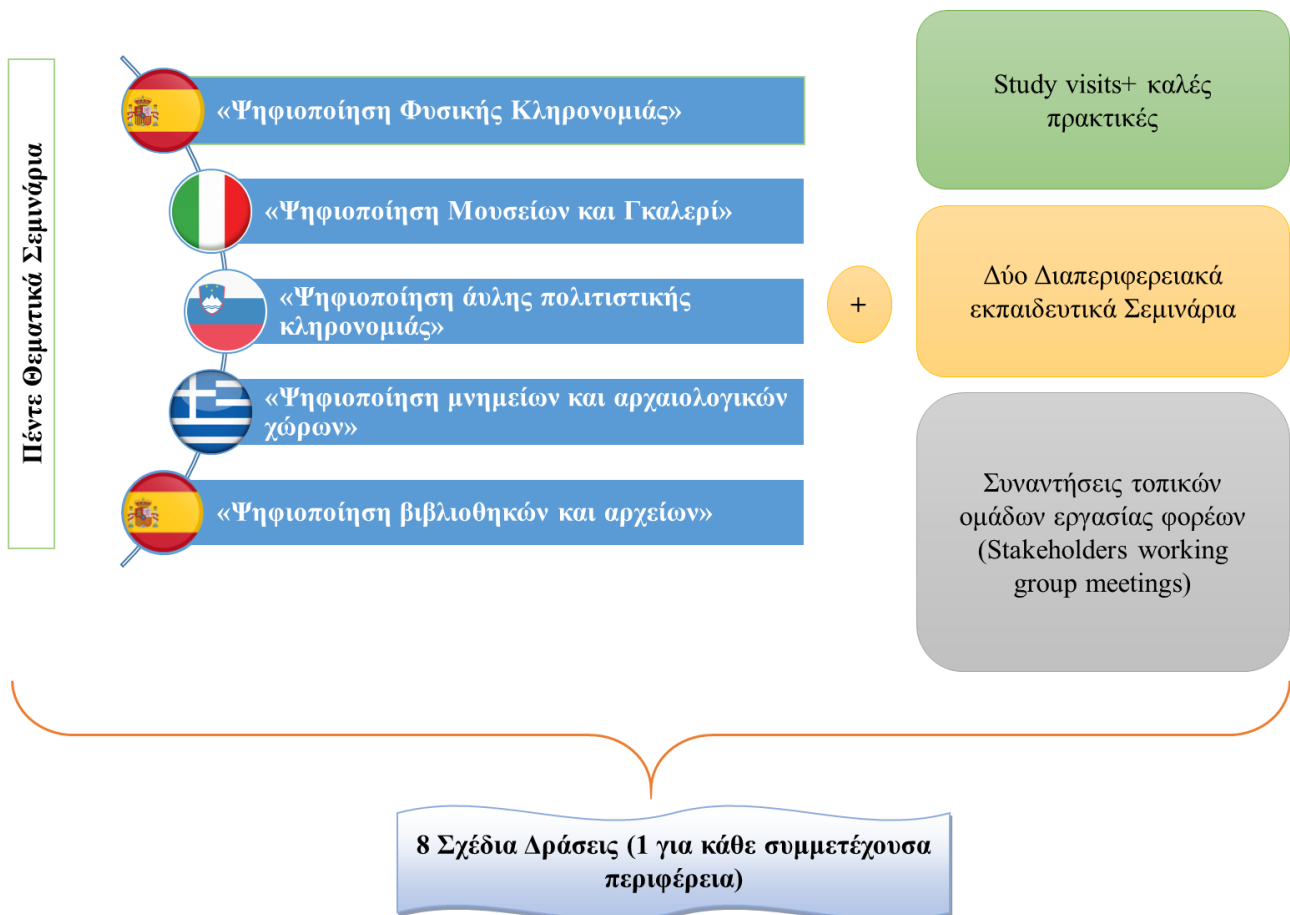 Πέντε Θεματικά Σεμινάρια
«Ψηφιοποίηση Φυσικής Κληρονομιάς»
«Ψηφιοποίηση Μουσείων και Γκαλερί»
«Ψηφιοποίηση άυλης πολιτιστικής
κληρονομιάς»
«Ψηφιοποίηση μνημείων και αρχαιολογικών
χώρων»
«Ψηφιοποίηση βιβλιοθηκών και αρχείων»
+
Study visits+ καλές
πρακτικές
Δύο Διαπεριφερειακά
εκπαιδευτικά Σεμινάρια
Συναντήσεις τοπικών
ομάδων εργασίας φορέων
(Stakeholders working
group meetings)
8 Σχέδια Δράσεις (1 για κάθε συμμετέχουσα
περιφέρεια)